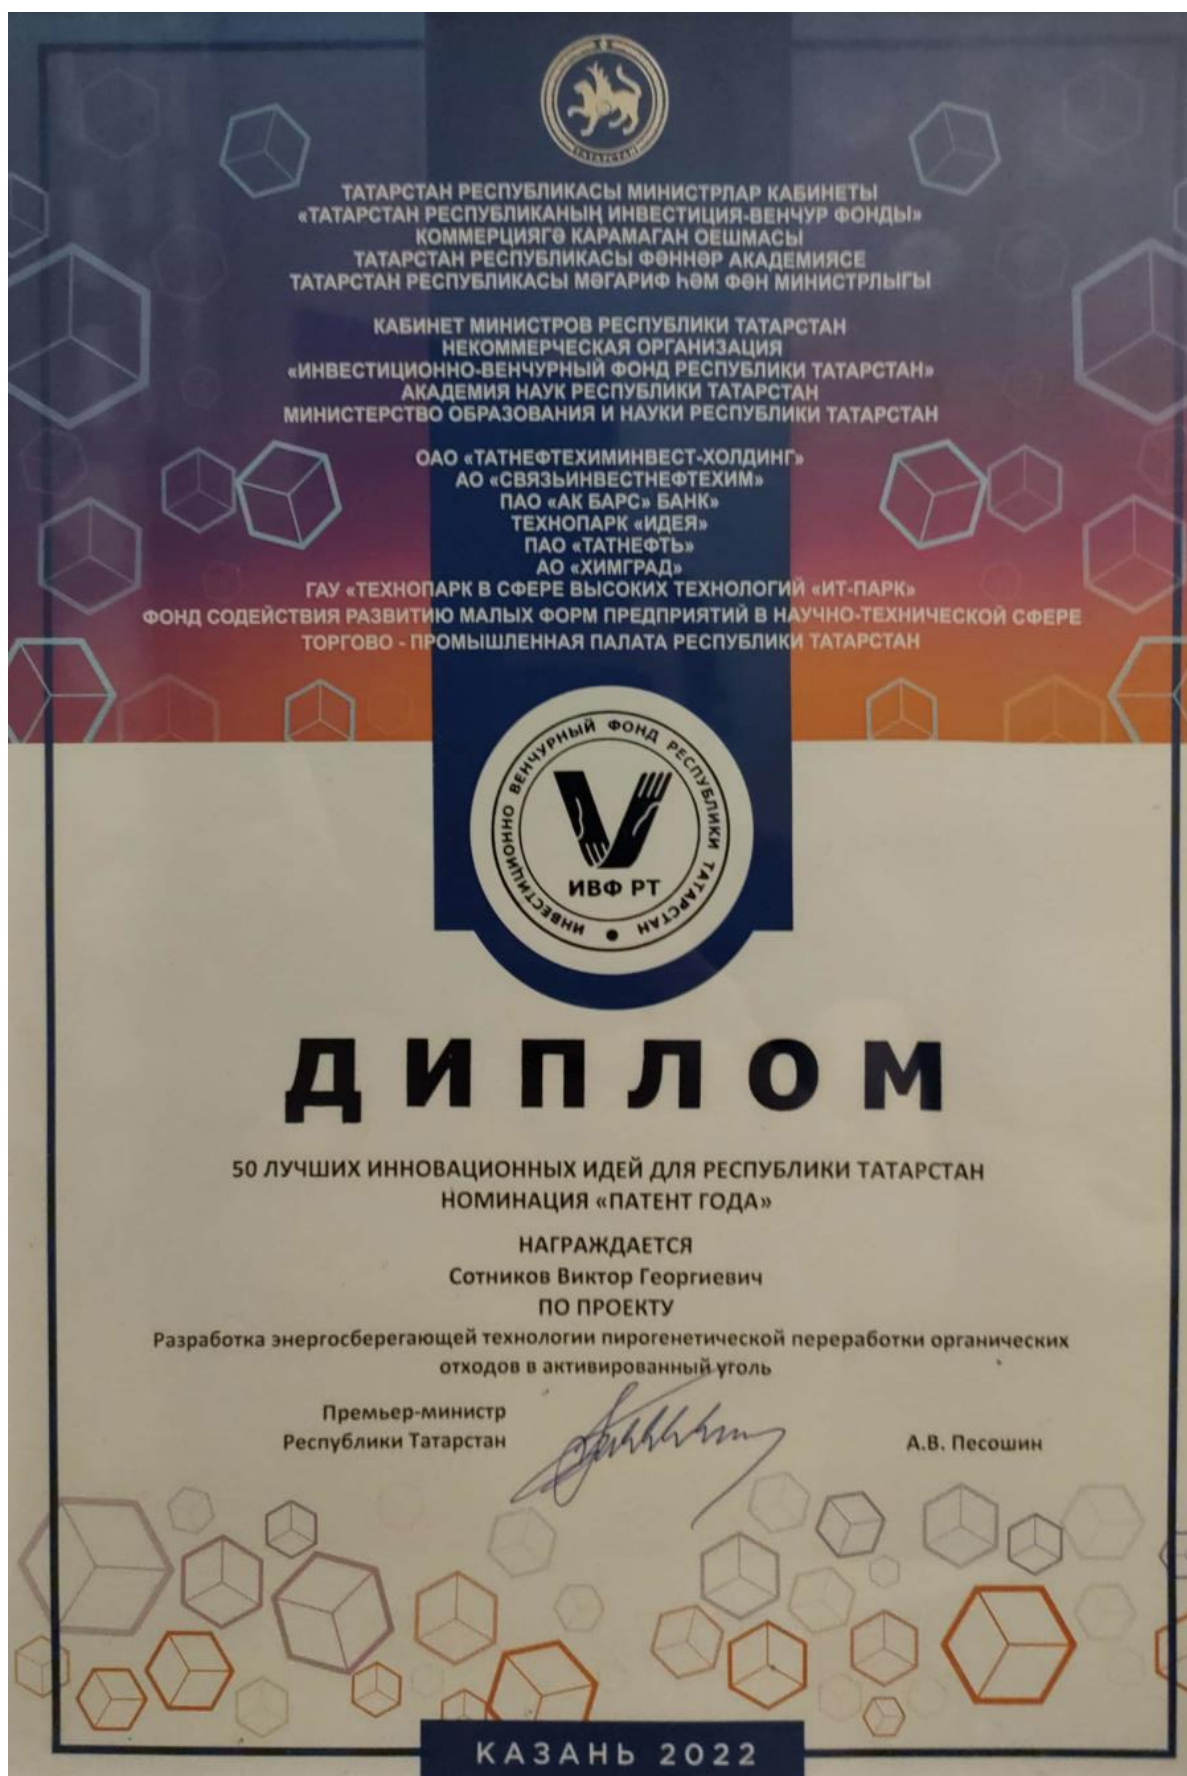 ТАТАРСТАН
ТАТАРСТАН РЕСПУБЛИКАСЫ МИНИСТРЛАР КАБИНЕТЫ
«ТАТАРСТАН РЕСПУБЛИКАНЫҢ ИНВЕСТИЦИЯ-ВЕНЧУР ФОНДЫ»
КОММЕРЦИЯГӘ КАРАМАГАН ОЕШМАСЫ
ТАТАРСТАН РЕСПУБЛИКАСЫ ФӘННӘР АКАДЕМИЯСЕ
ТАТАРСТАН РЕСПУБЛИКАСЫ МӘГАРИФ ҺӘМ ФӘН МИНИСТРЛЫГЫ
КАБИНЕТ МИНИСТРОВ РЕСПУБЛИКИ ТАТАРСТАН
НЕКОММЕРЧЕСКАЯ ОРГАНИЗАЦИЯ
«ИНВЕСТИЦИОННО-ВЕНЧУРНЫЙ ФОНД РЕСПУБЛИКИ ТАТАРСТАН»
АКАДЕМИЯ НАУК РЕСПУБЛИКИ ТАТАРСТАН
МИНИСТЕРСТВО ОБРАЗОВАНИЯ И НАУКИ РЕСПУБЛИКИ ТАТАРСТАН
ОАО «ТАТНЕФТЕХИМИНВЕСТ-ХОЛДИНГ»
АО «СВЯЗЬИНВЕСТНЕФТЕХИМ»
ПАО «АК БАРС» БАНК»
ТЕХНОПАРК «ИДЕЯ»
ПАО «ТАТНЕФТЬ»
АО «ХИМГРАД»
ГАУ «ТЕХНОПАРК В СФЕРЕ ВЫСОКИХ ТЕХНОЛОГИЙ «ИТ-ПАРК»
ФОНД СОДЕЙСТВИЯ РАЗВИТИЮ МАЛЫХ ФОРМ ПРЕДПРИЯТИЙ В НАУЧНО-ТЕХНИЧЕСКОЙ СФЕРЕ
ТОРГОВО - ПРОМЫШЛЕННАЯ ПАЛАТА РЕСПУБЛИКИ ТАТАРСТАН
ИНВЕСТИЦИОННО ВЕНЧУРНЫЙ ФОНД РЕСПУБЛИКИ ТАТАРСТАН
ИВФ РТ
ДИПЛОМ
50 ЛУЧШИХ ИННОВАЦИОННЫХ ИДЕЙ ДЛЯ РЕСПУБЛИКИ ТАТАРСТАН
НОМИНАЦИЯ «ПАТЕНТ ГОДА»
НАГРАЖДАЕТСЯ
Сотников Виктор Георгиевич
ПО ПРОЕКТУ
Разработка энергосберегающей технологии пирогенетической переработки органических
отходов в активированный уголь
Премьер-министр
Республики Татарстан
А.В. Песошин
КАЗАНЬ 2022